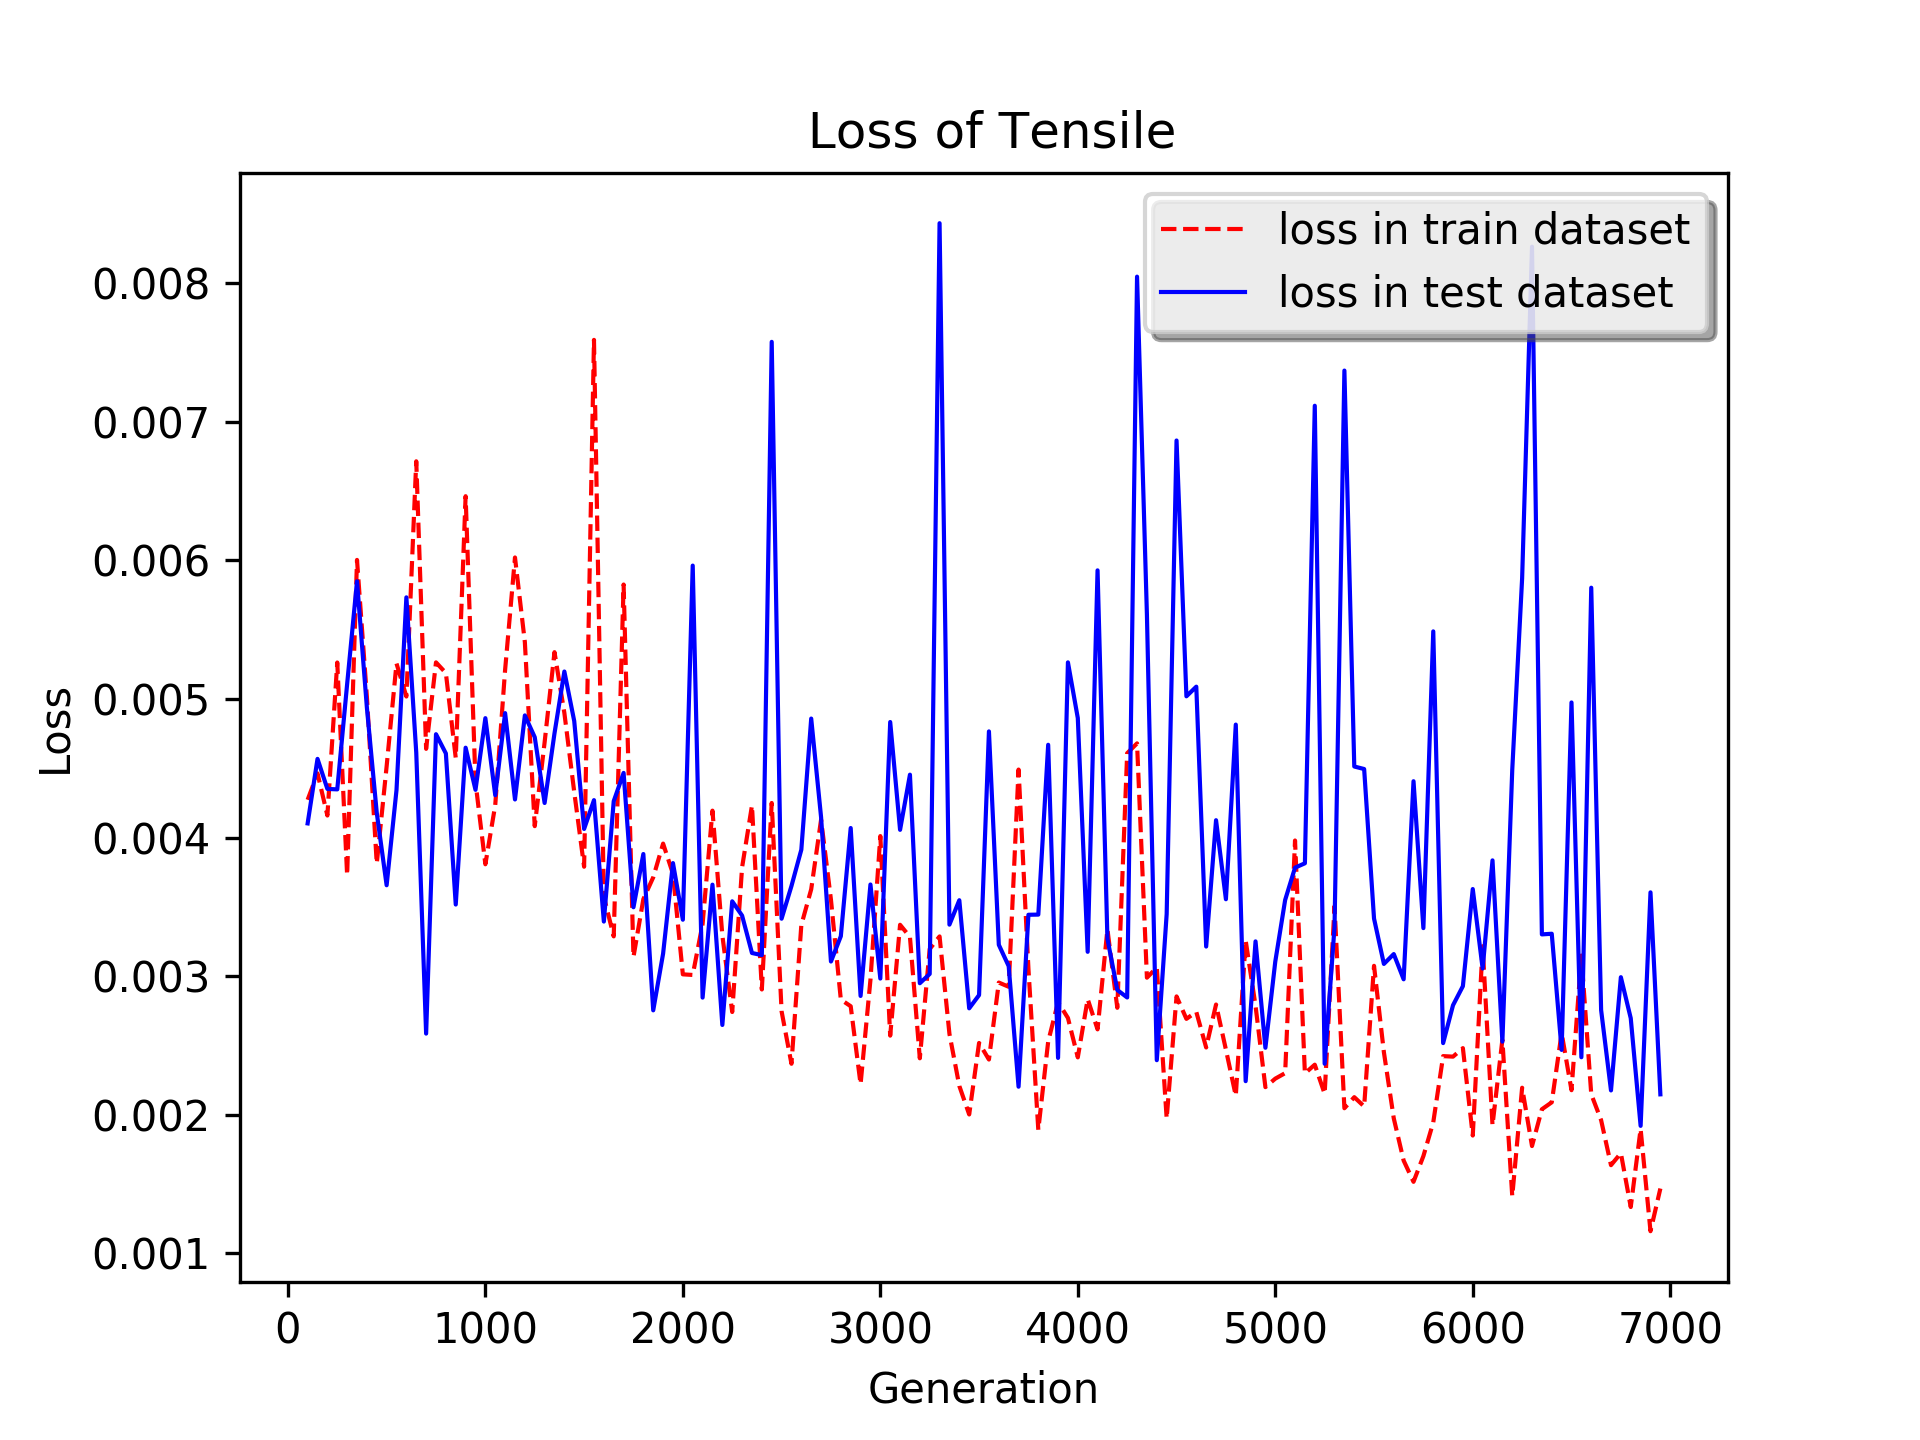 Loss of Tensile
loss in train dataset
loss in test dataset
0.008
0.007
0.006
0.005
0.004
0.003
0.002
0.001
Loss
0 1000 2000 3000 4000 5000 6000 7000
Generation